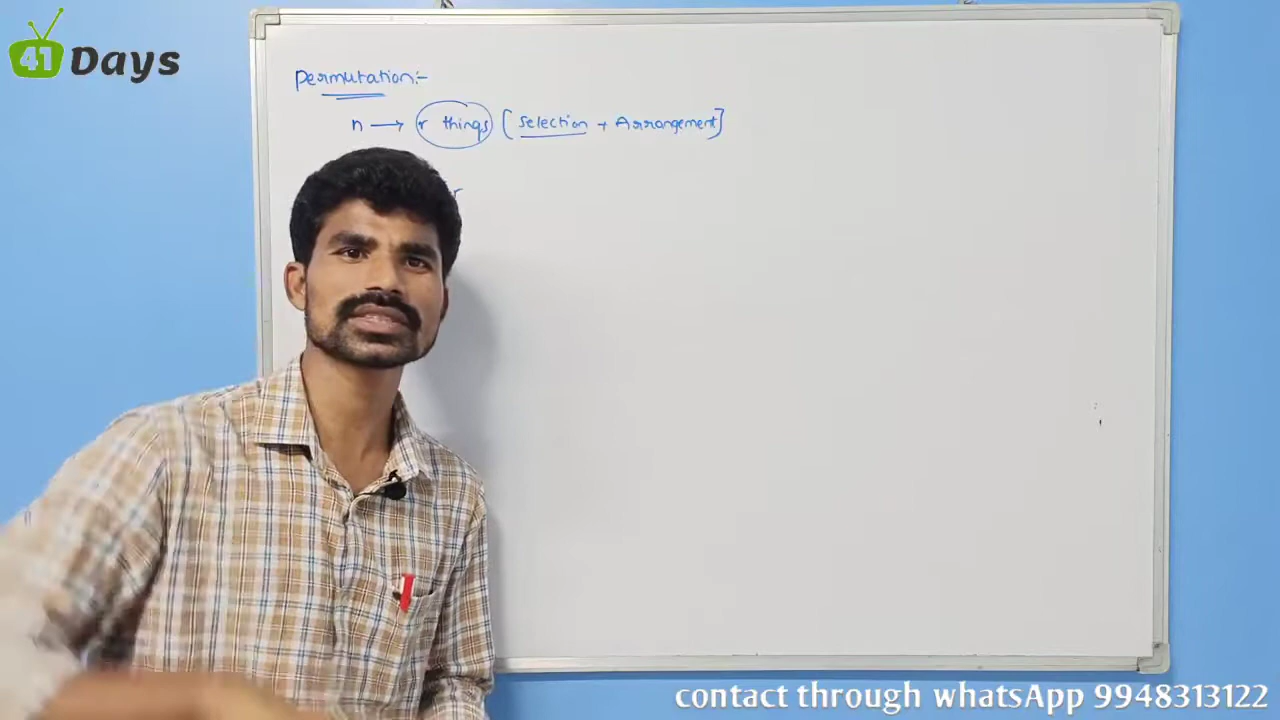 41 Days
Permutation:-
n → r things [Selection + Arrangement]
r
contact through whatsApp 9948313122